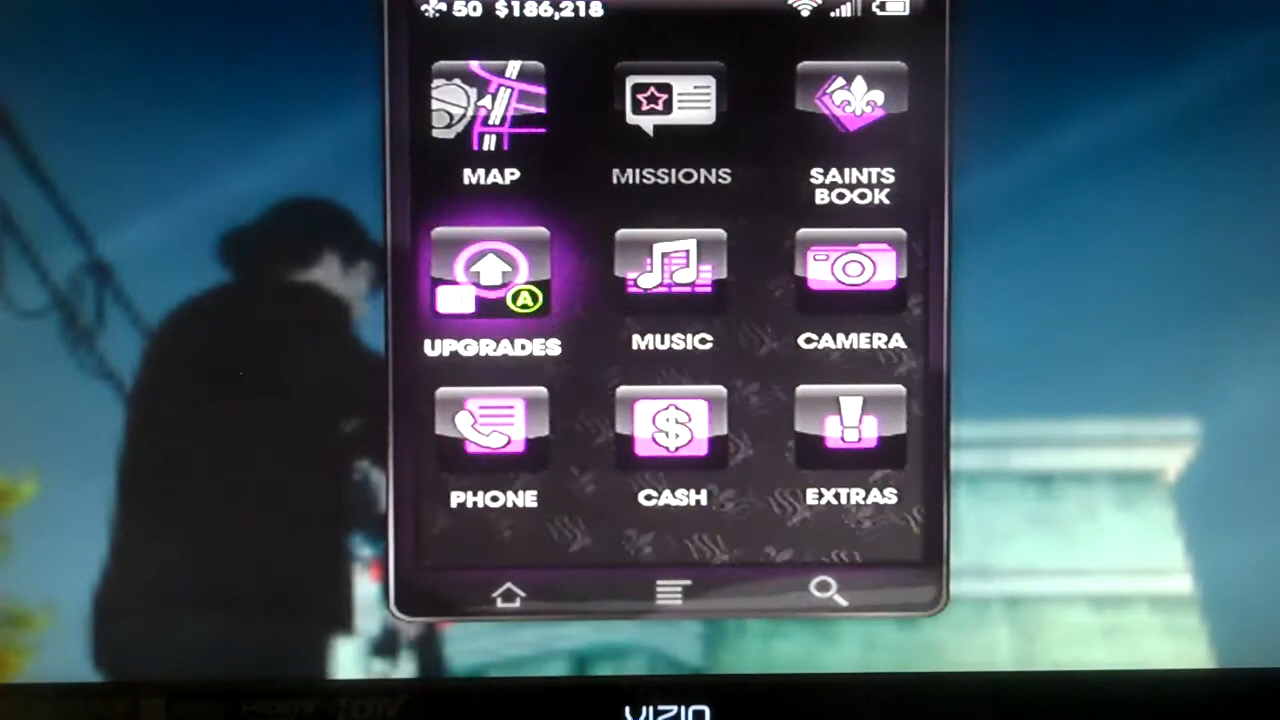 50 $186,218
MAP
MISSIONS
SAINTS
BOOK
A
UPGRADES
MUSIC
CAMERA
PHONE
CASH
EXTRAS
VIZIO